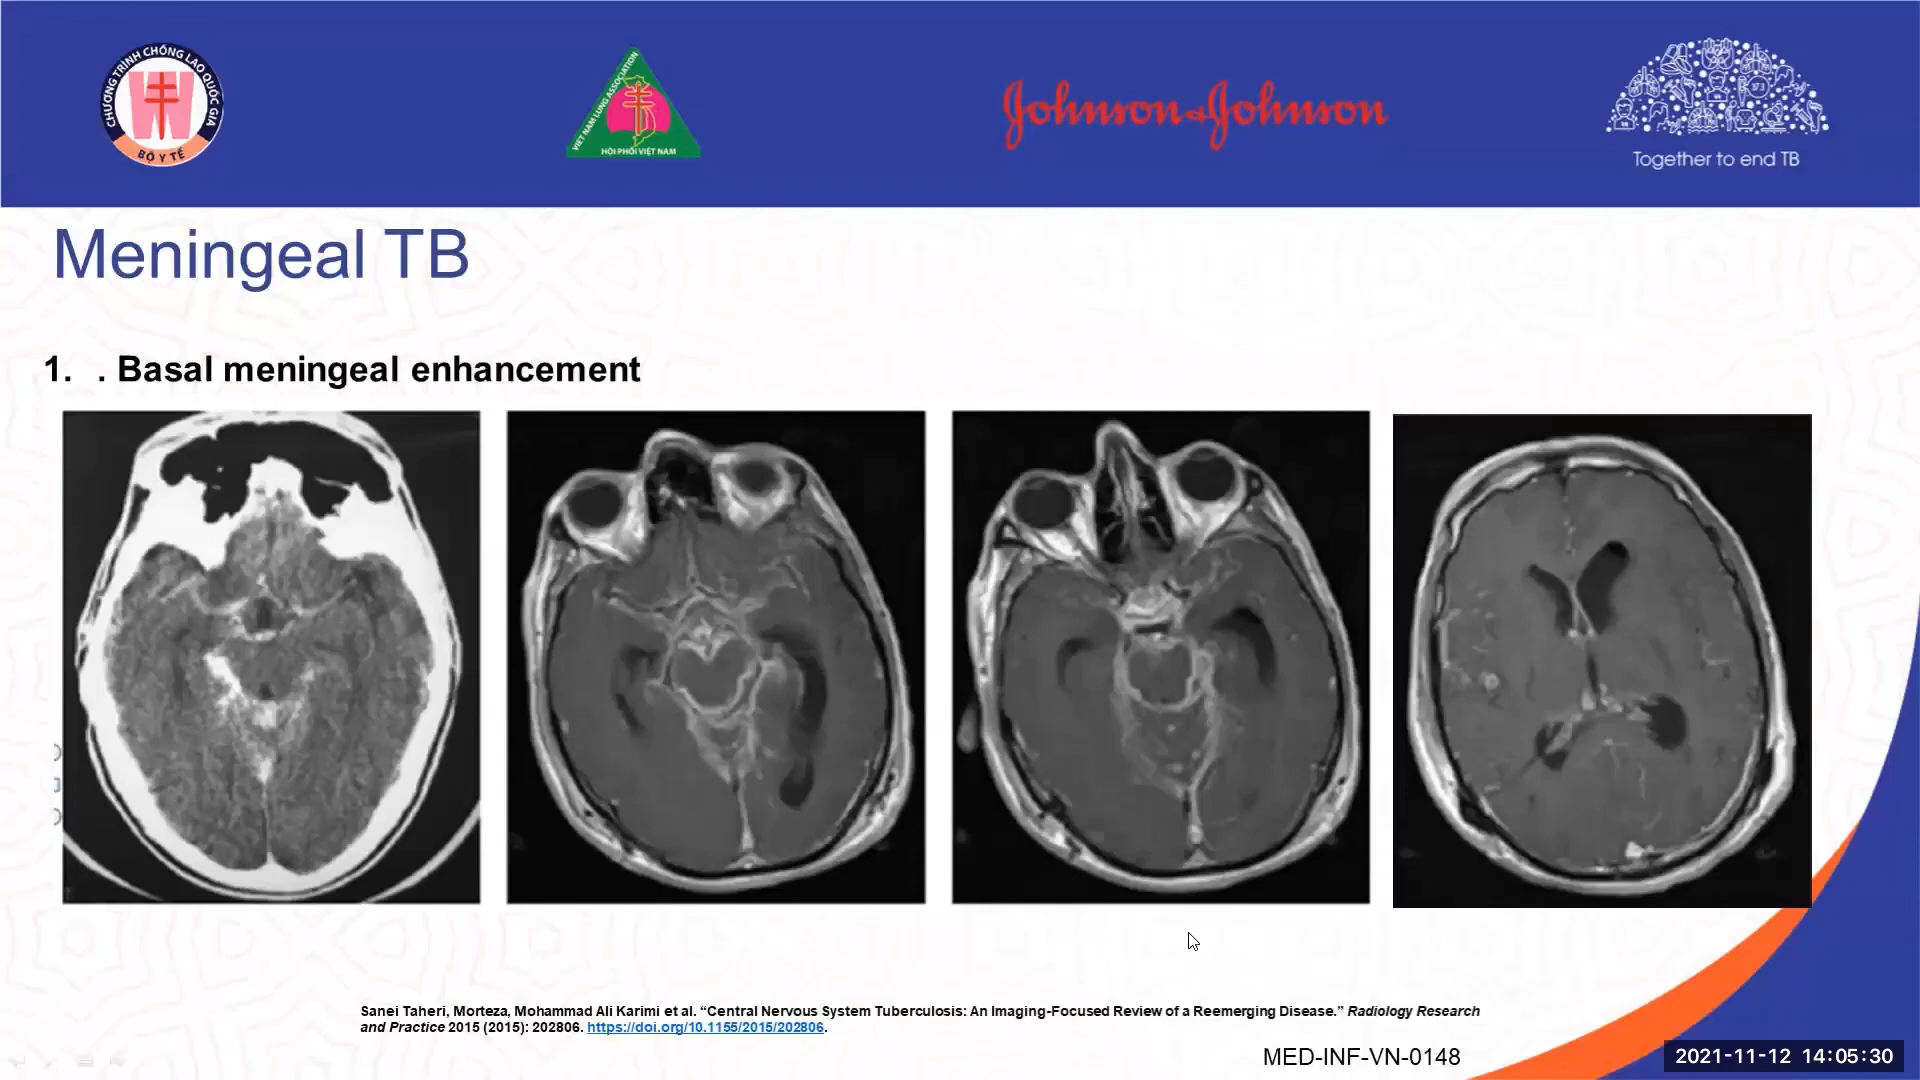 CHƯƠNG TRÌNH CHỐNG LAO QUỐC GIA
BỘ Y TẾ
VIET NAM LUNG ASSOCIATION
HỘI PHỔI VIỆT NAM
Johnson & Johnson
Together to end TB
Meningeal TB
1. . Basal meningeal enhancement
Sanei Taheri, Morteza, Mohammad Ali Karimi et al. “Central Nervous System Tuberculosis: An Imaging-Focused Review of a Reemerging Disease.” Radiology Research
and Practice 2015 (2015): 202806. https://doi.org/10.1155/2015/202806.
MED-INF-VN-0148
2021-11-12 14:05:30